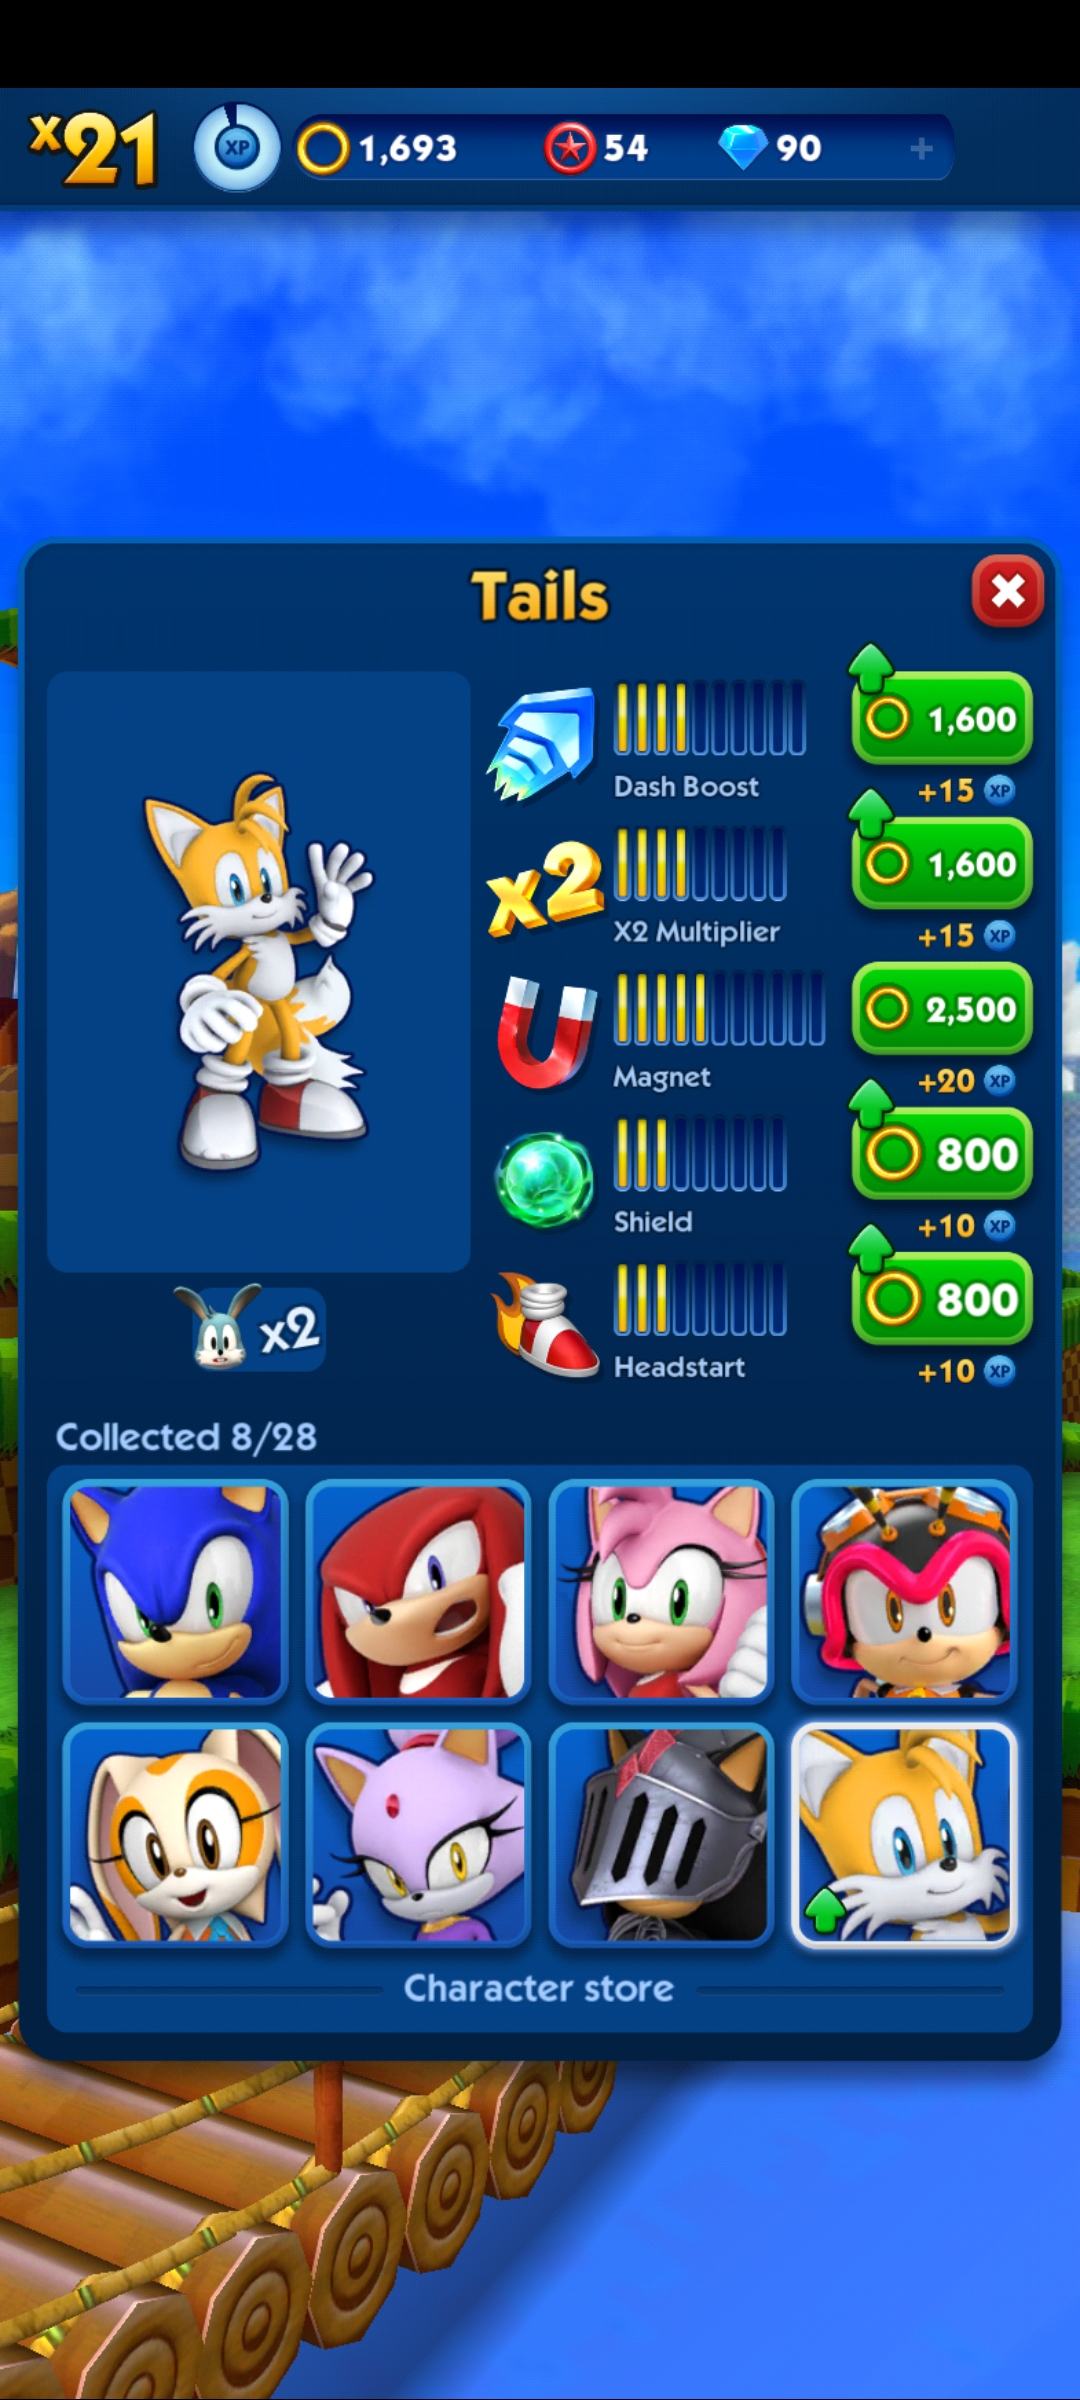 x21 XP 1,693 54 90 +
Tails
1,600
Dash Boost
+15 XP
x2
1,600
X2 Multiplier
+15 XP
2,500
Magnet
+20 XP
800
Shield
+10 XP
800
x2
Headstart
+10 XP
Collected 8/28
Character store